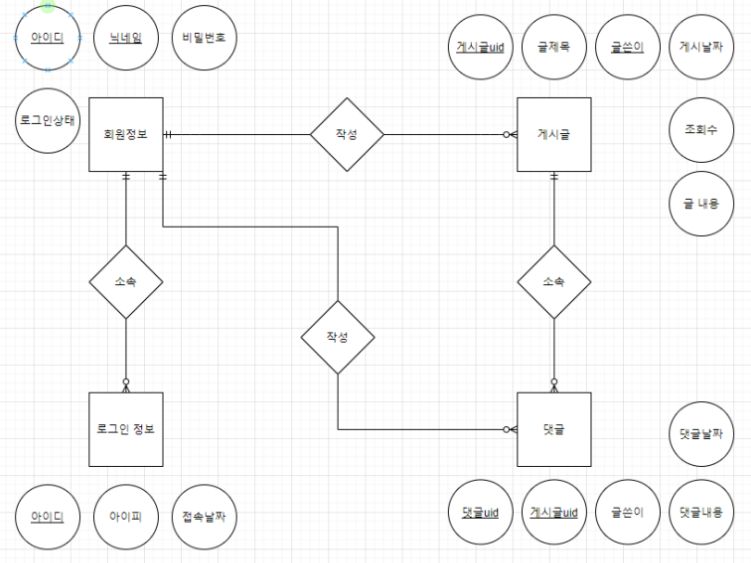 아이디
닉네임
비밀번호
게시글uid
글제목
글쓴이
게시날짜
로그인상태
회원정보
작성
게시글
조회수
글 내용
소속
소속
작성
로그인 정보
댓글
댓글날짜
아이디
아이피
접속날짜
댓글uid
게시글uid
글쓴이
댓글내용